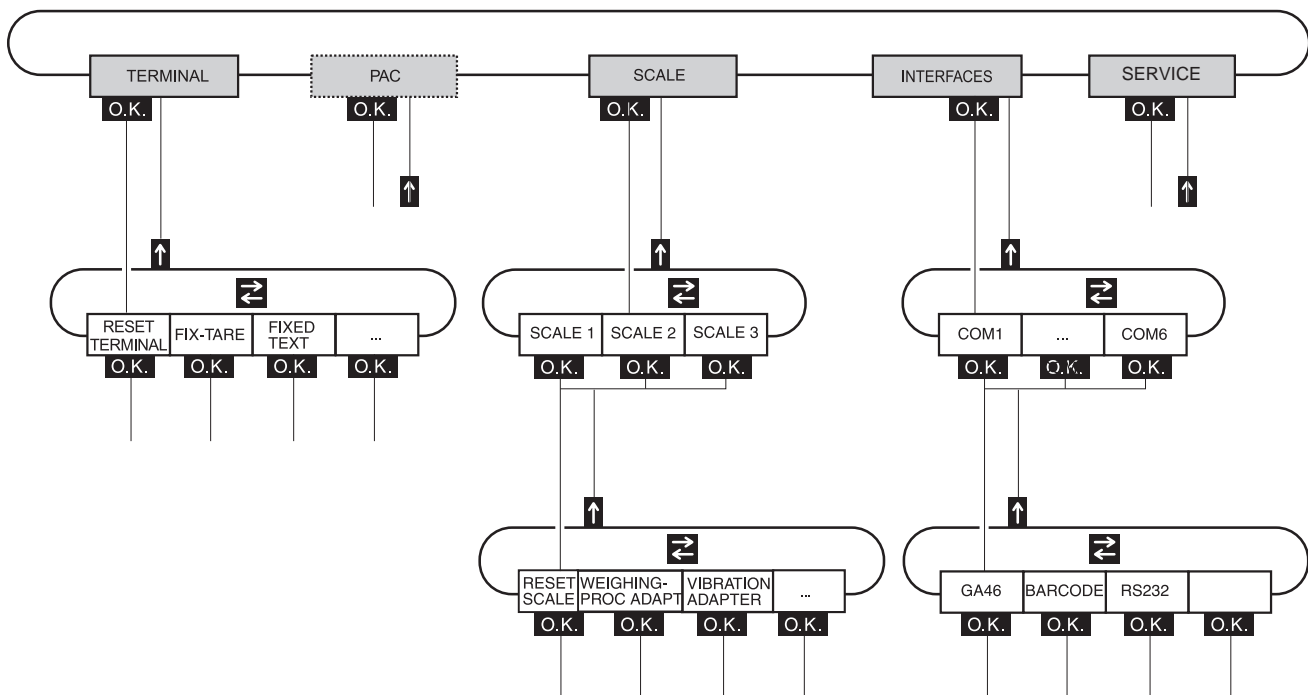 TERMINAL PAC SCALE INTERFACES SERVICE
O.K. O.K. O.K. O.K. O.K.
RESET TERMINAL FIX-TARE FIXED TEXT ...
SCALE 1 SCALE 2 SCALE 3
COM1 ... COM6
O.K. O.K. O.K. O.K. O.K. O.K. O.K. O.K. O.K. O.K.
RESET SCALE WEIGHING-PROC ADAPT VIBRATION ADAPTER ...
GA46 BARCODE RS232
O.K. O.K. O.K. O.K. O.K. O.K. O.K. O.K.